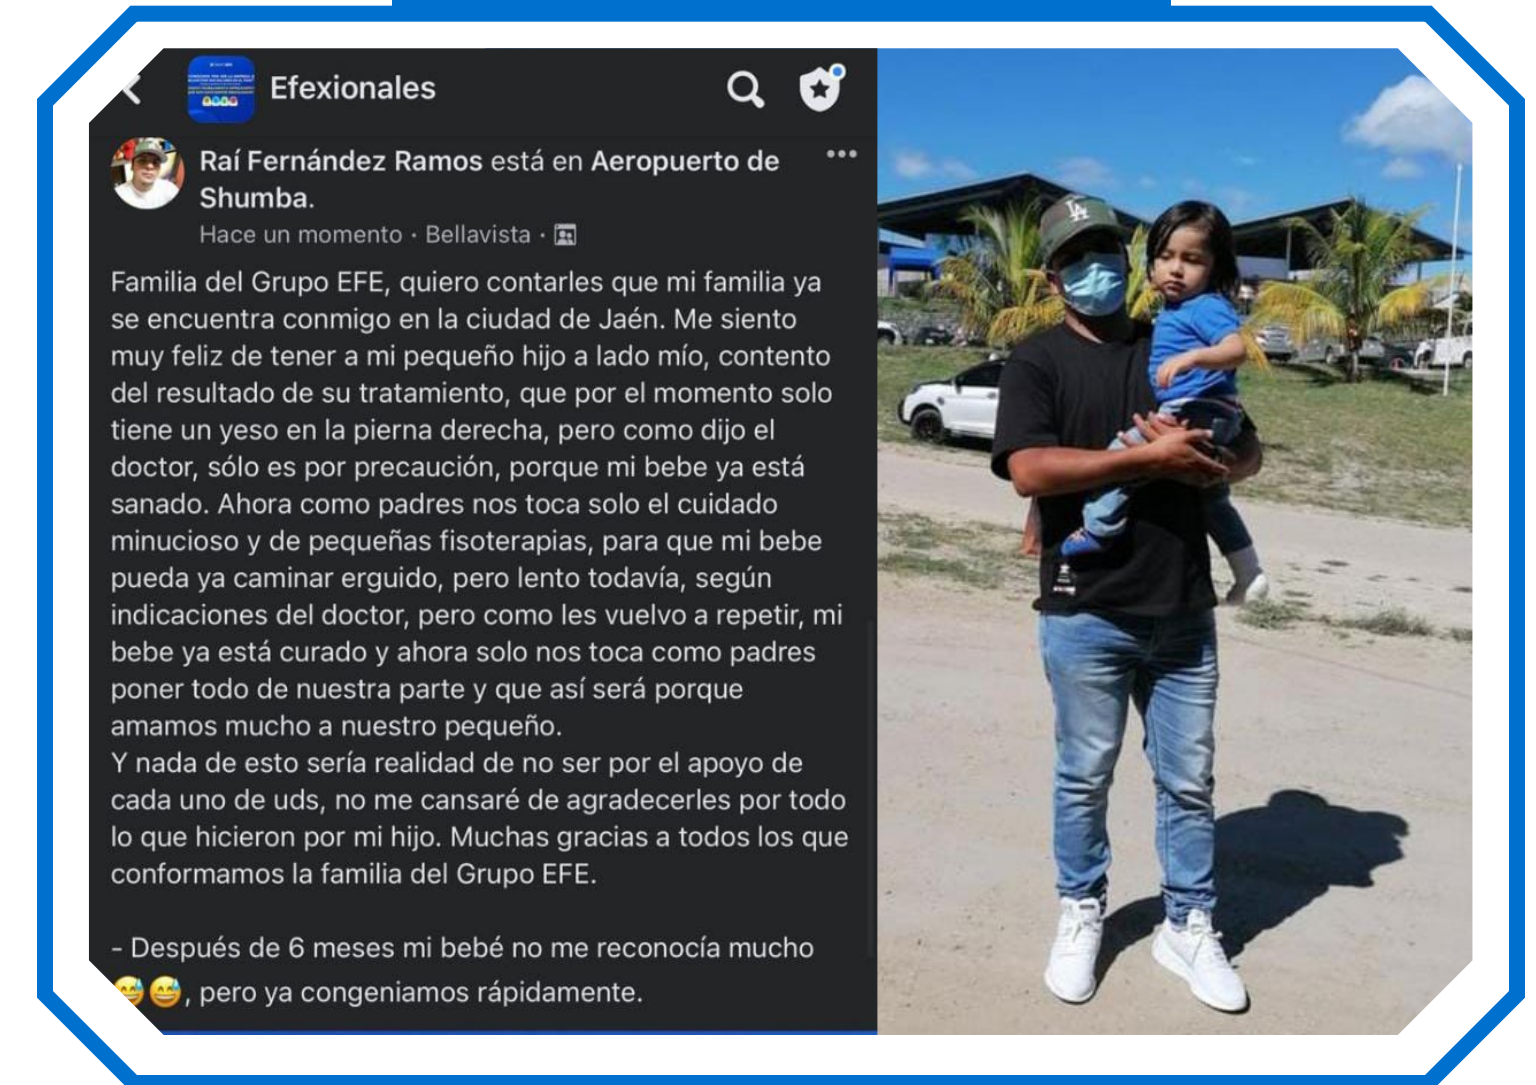 Efexionales
Raí Fernández Ramos está en Aeropuerto de
Shumba.
Hace un momento · Bellavista ·
Familia del Grupo EFE, quiero contarles que mi familia ya
se encuentra conmigo en la ciudad de Jaén. Me siento
muy feliz de tener a mi pequeño hijo a lado mío, contento
del resultado de su tratamiento, que por el momento solo
tiene un yeso en la pierna derecha, pero como dijo el
doctor, sólo es por precaución, porque mi bebe ya está
sanado. Ahora como padres nos toca solo el cuidado
minucioso y de pequeñas fisoterapias, para que mi bebe
pueda ya caminar erguido, pero lento todavía, según
indicaciones del doctor, pero como les vuelvo a repetir, mi
bebe ya está curado y ahora solo nos toca como padres
poner todo de nuestra parte y que así será porque
amamos mucho a nuestro pequeño.
Y nada de esto sería realidad de no ser por el apoyo de
cada uno de uds, no me cansaré de agradecerles por todo
lo que hicieron por mi hijo. Muchas gracias a todos los que
conformamos la familia del Grupo EFE.
- Después de 6 meses mi bebé no me reconocía mucho
😅😅, pero ya congeniamos rápidamente.
LA